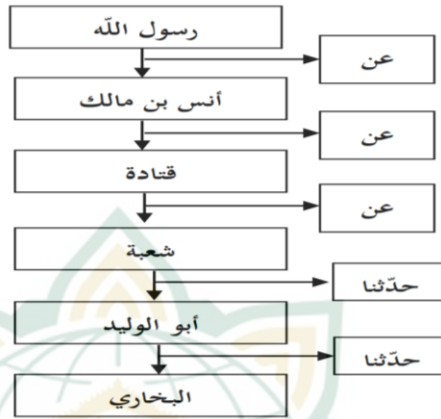 رسول الله
عن
أنس بن مالك
عن
قتادة
عن
شعبة
حدّثنا
أبو الوليد
حدّثنا
البخاري